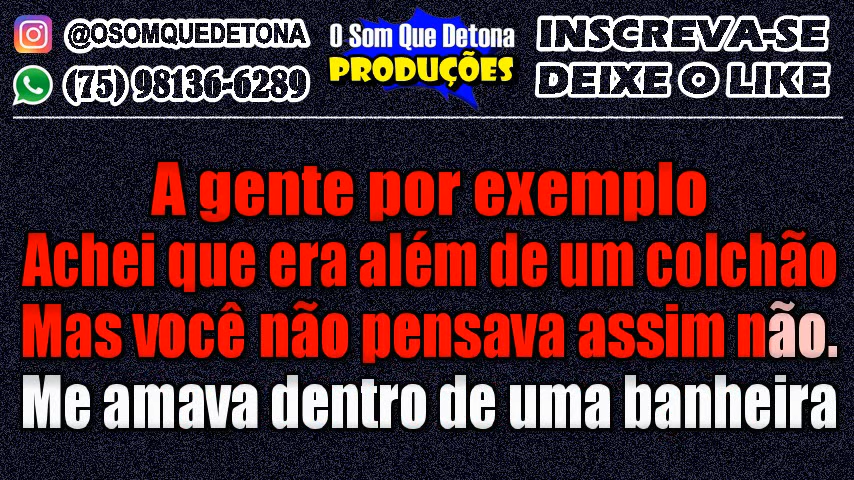 @OSOMQUEDETONA
(75) 98136-6289
O Som Que Detona
PRODUÇÕES
INSCREVA-SE
DEIXE O LIKE
A gente por exemplo
Achei que era além de um colchão
Mas você não pensava assim não.
Me amava dentro de uma banheira